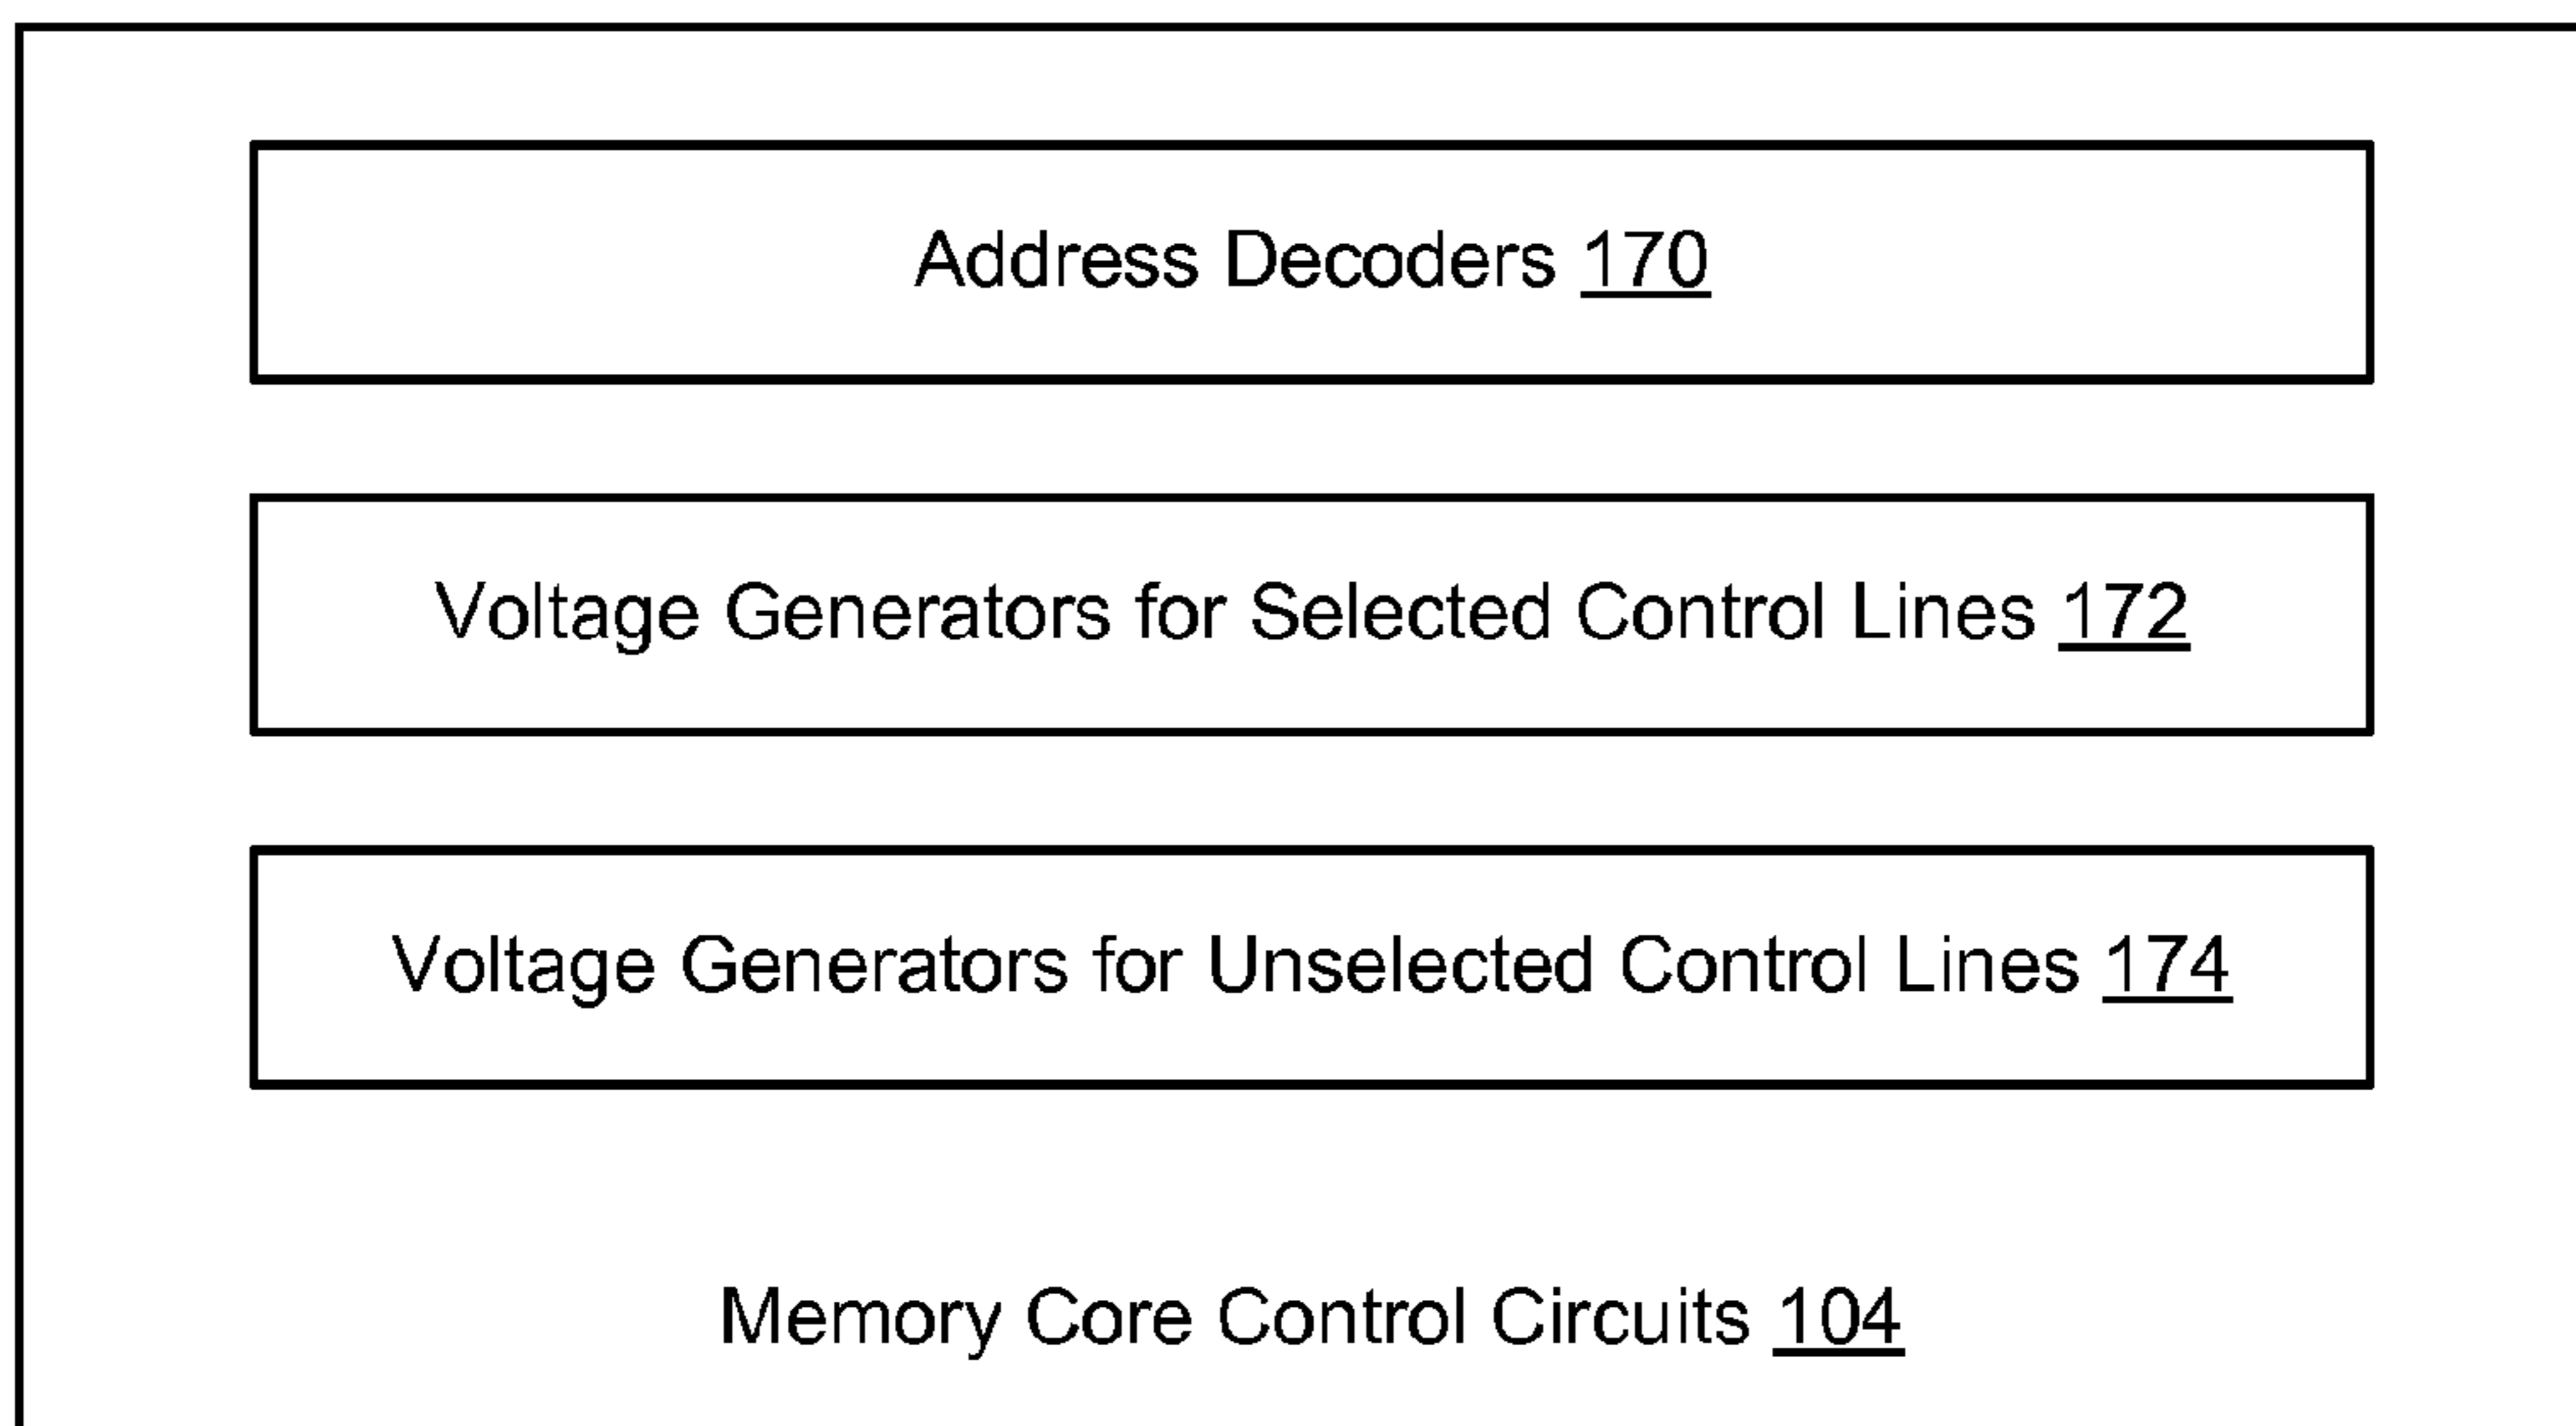 Address Decoders 170
Voltage Generators for Selected Control Lines 172
Voltage Generators for Unselected Control Lines 174
Memory Core Control Circuits 104